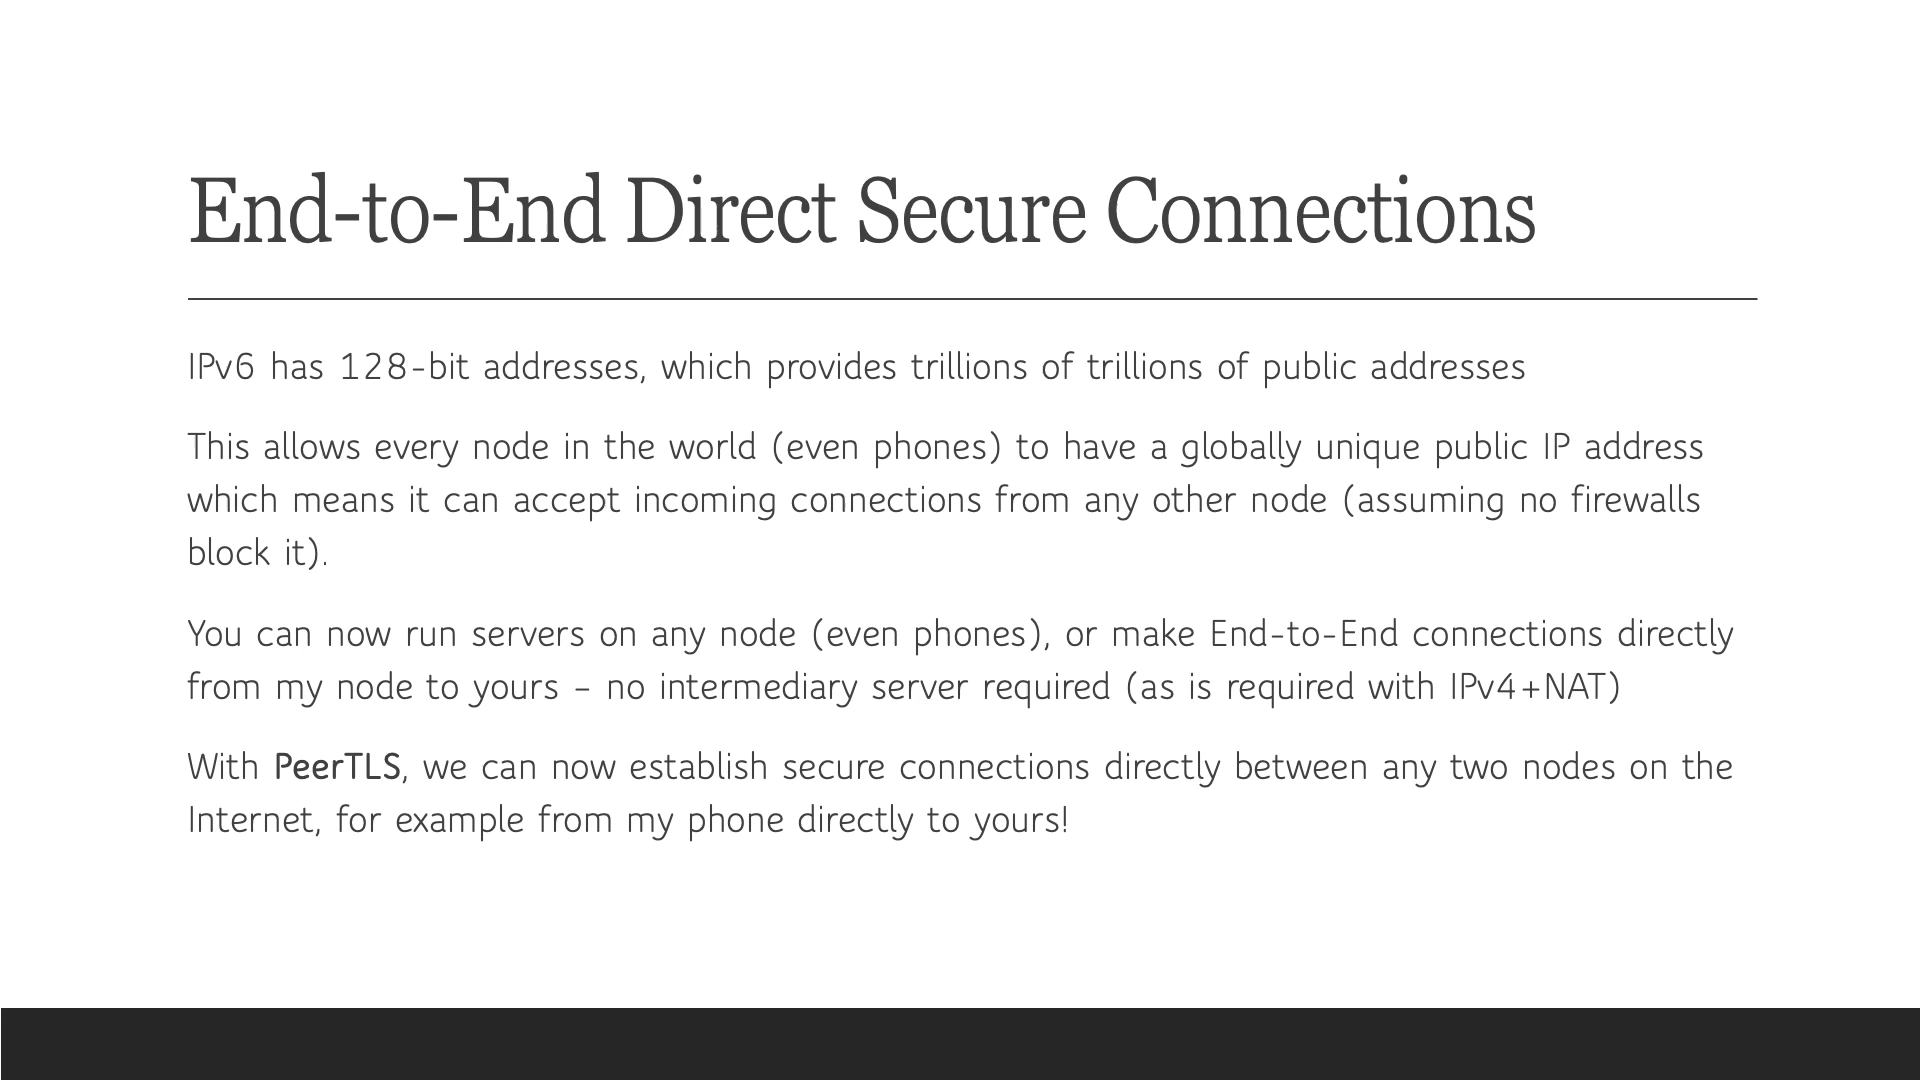 End-to-End Direct Secure Connections
IPv6 has 128-bit addresses, which provides trillions of trillions of public addresses
This allows every node in the world (even phones) to have a globally unique public IP address
which means it can accept incoming connections from any other node (assuming no firewalls
block it).
You can now run servers on any node (even phones), or make End-to-End connections directly
from my node to yours – no intermediary server required (as is required with IPv4+NAT)
With PeerTLS, we can now establish secure connections directly between any two nodes on the
Internet, for example from my phone directly to yours!